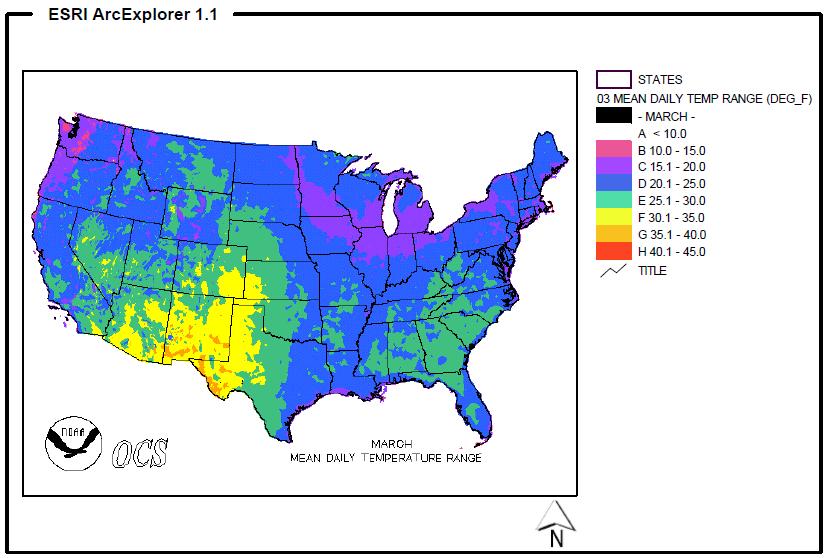 ESRI ArcExplorer 1.1
STATES
03 MEAN DAILY TEMP RANGE (DEG_F)
- MARCH -
A < 10.0
B 10.0 - 15.0
C 15.1 - 20.0
D 20.1 - 25.0
E 25.1 - 30.0
F 30.1 - 35.0
G 35.1 - 40.0
H 40.1 - 45.0
TITLE
NOAA
OCS
MARCH
MEAN DAILY TEMPERATURE RANGE
N